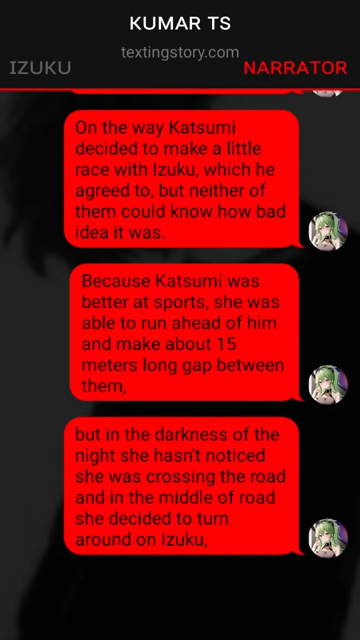 KUMAR TS
textingstory.com
IZUKU
NARRATOR
On the way Katsumi
decided to make a little
race with Izuku, which he
agreed to, but neither of
them could know how bad
idea it was.
Because Katsumi was
better at sports, she was
able to run ahead of him
and make about 15
meters long gap between
them,
but in the darkness of the
night she hasn't noticed
she was crossing the road
and in the middle of road
she decided to turn
around on Izuku,